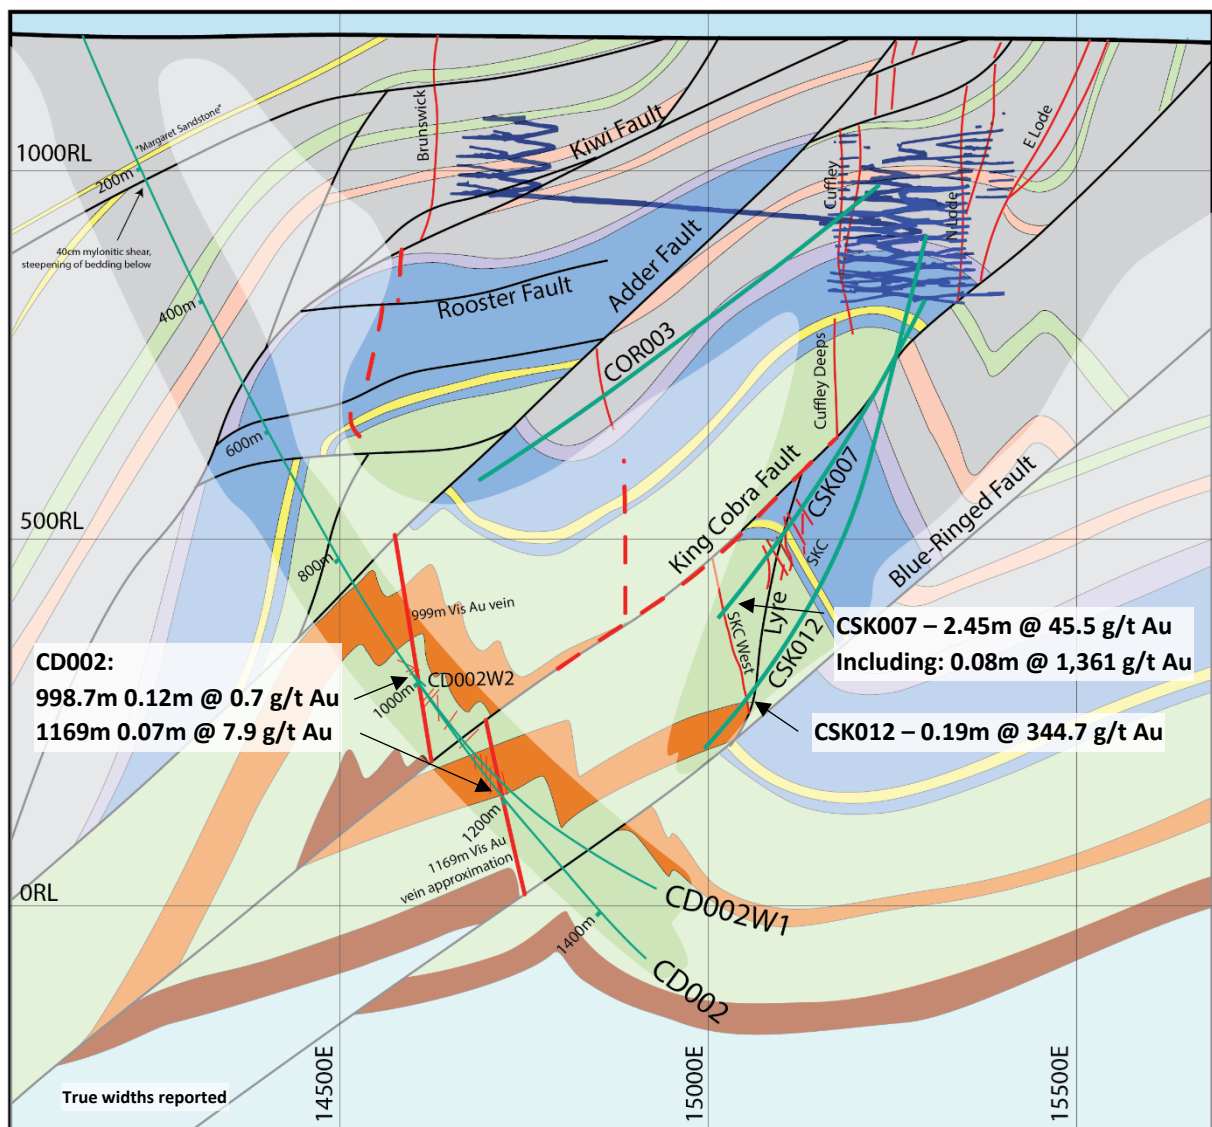 "Margaret Sandstone"
Brunswick
Kiwi Fault
1000RL
200m
40cm mylonitic shear,
steepening of bedding below
Cuffley
N Lode
E Lode
400m
Rooster Fault
Adder Fault
COR003
Cuffley Deeps
600m
King Cobra Fault
CSK007
500RL
SKC
Blue-Ringed Fault
800m
999m Vis Au vein
SKC West
Lyre
CSK012
CSK007 – 2.45m @ 45.5 g/t Au
Including: 0.08m @ 1,361 g/t Au
CD002:
998.7m 0.12m @ 0.7 g/t Au
1169m 0.07m @ 7.9 g/t Au
CD002W2
1000m
CSK012 – 0.19m @ 344.7 g/t Au
1200m
1169m Vis Au
vein approximation
0RL
CD002W1
1400m
CD002
14500E
15000E
15500E
True widths reported